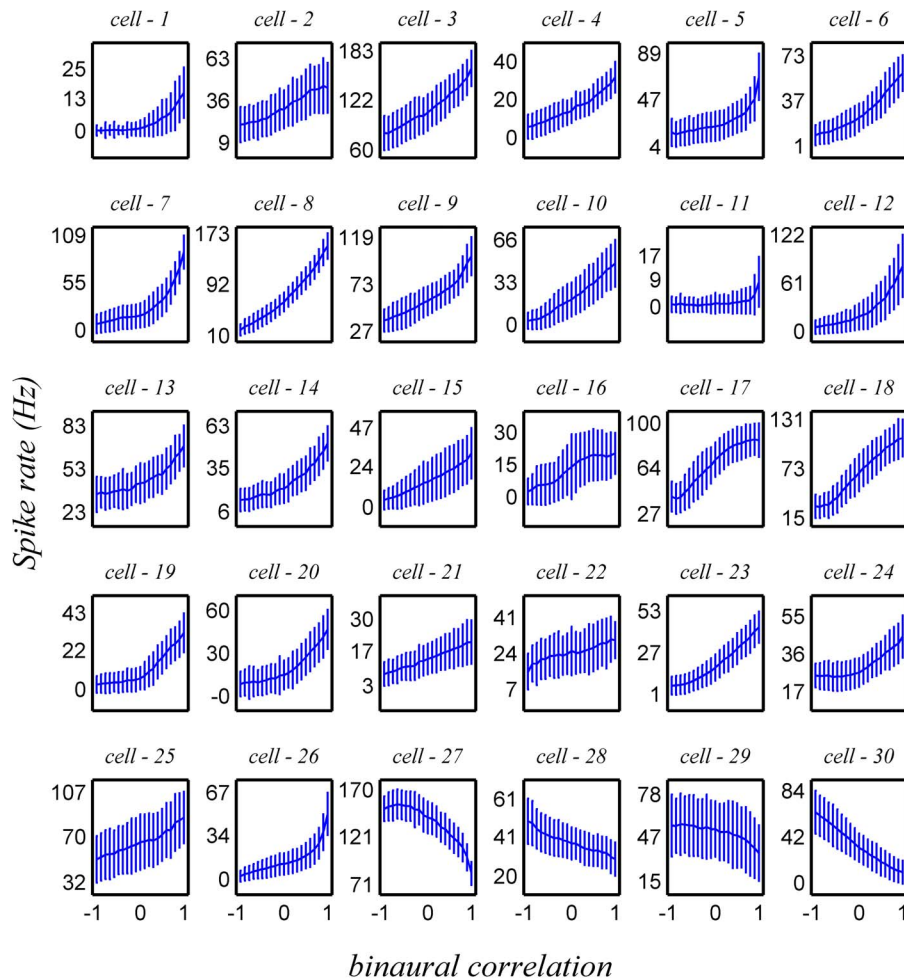 cell - 1 cell - 2 cell - 3 cell - 4 cell - 5 cell - 6
25 13 0 63 36 9 183 122 60 40 20 0 89 47 4 73 37 1
cell - 7 cell - 8 cell - 9 cell - 10 cell - 11 cell - 12
109 55 0 173 92 10 119 73 27 66 33 0 17 9 0 122 61 0
cell - 13 cell - 14 cell - 15 cell - 16 cell - 17 cell - 18
83 53 23 63 35 6 47 24 0 30 15 0 100 64 27 131 73 15
Spike rate (Hz)
cell - 19 cell - 20 cell - 21 cell - 22 cell - 23 cell - 24
43 22 0 60 30 -0 30 17 3 41 24 7 53 27 1 55 36 17
cell - 25 cell - 26 cell - 27 cell - 28 cell - 29 cell - 30
107 70 32 67 34 0 170 121 71 61 41 20 78 47 15 84 42 0
-1 0 1 -1 0 1 -1 0 1 -1 0 1 -1 0 1 -1 0 1
binaural correlation